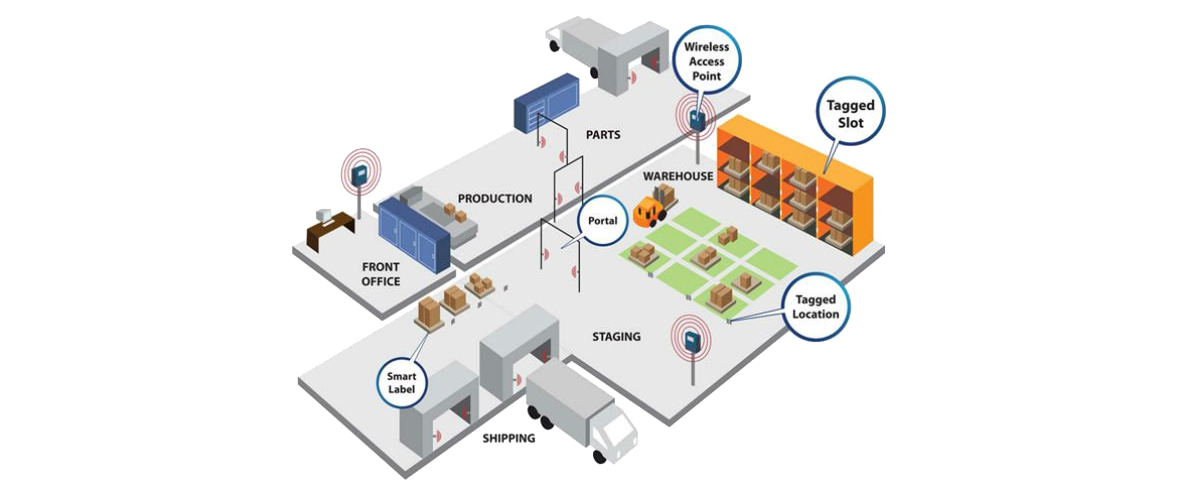 Wireless
Access
Point
Tagged
Slot
PARTS
WAREHOUSE
PRODUCTION
Portal
FRONT
OFFICE
Tagged
Location
STAGING
Smart
Label
SHIPPING